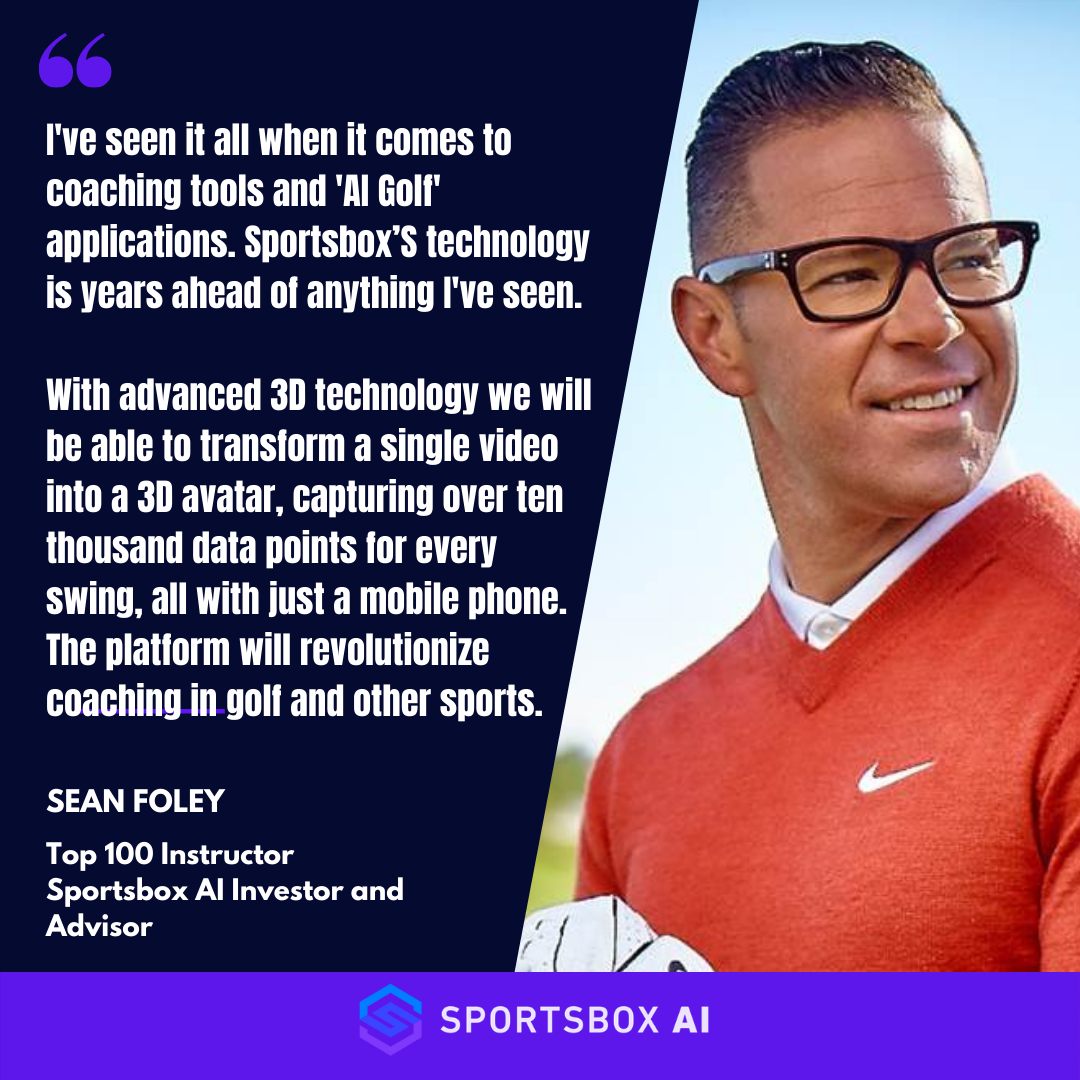 I've seen it all when it comes to
coaching tools and 'AI Golf'
applications. Sportsbox’S technology
is years ahead of anything I've seen.
With advanced 3D technology we will
be able to transform a single video
into a 3D avatar, capturing over ten
thousand data points for every
swing, all with just a mobile phone.
The platform will revolutionize
coaching in golf and other sports.
SEAN FOLEY
Top 100 Instructor
Sportsbox AI Investor and
Advisor
SPORTSBOX AI